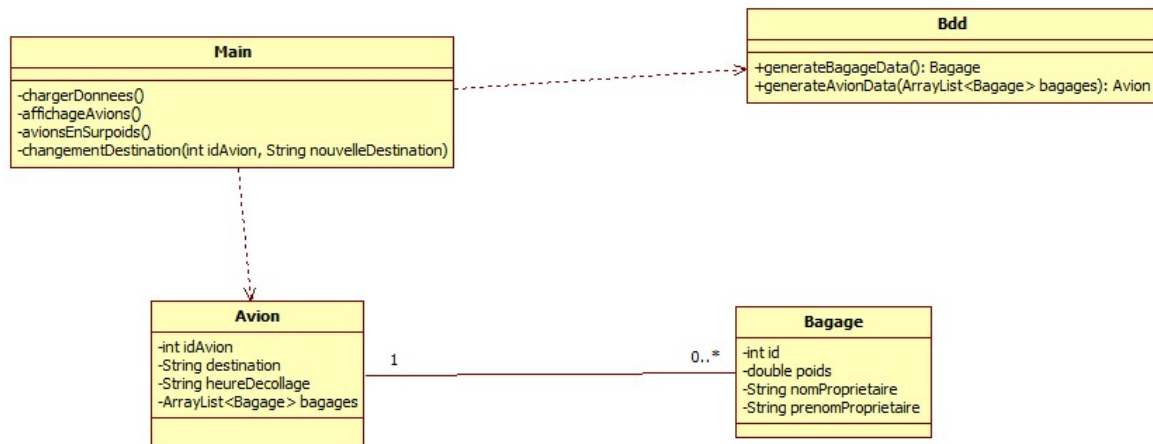 Main
-chargerDonnees()
-affichageAvions()
-avionsEnSurpoids()
-changementDestination(int idAvion, String nouvelleDestination)
Bdd
+generateBagageData(): Bagage
+generateAvionData(ArrayList<Bagage> bagages): Avion
Avion
-int idAvion
-String destination
-String heureDecollage
-ArrayList<Bagage> bagages
1
0..*
Bagage
-int id
-double poids
-String nomProprietaire
-String prenomProprietaire